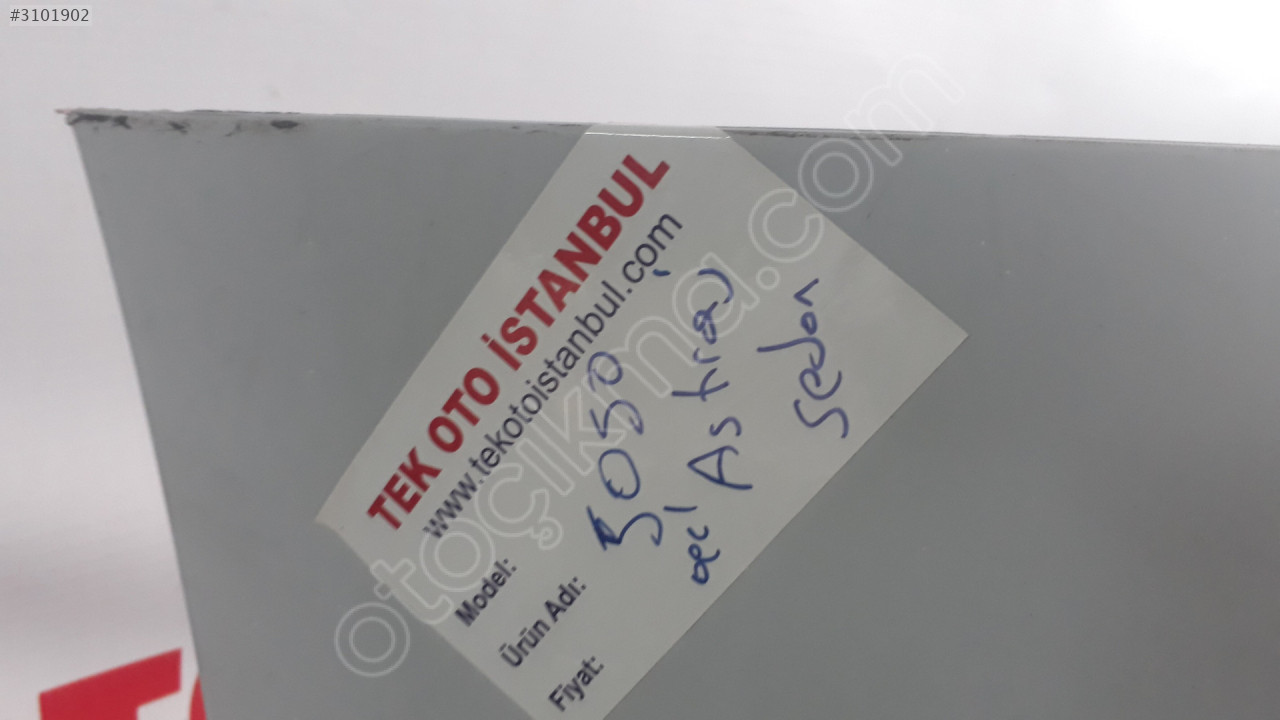 #3101902
TEK OTO İSTANBUL
www.tekotoistanbul.com
Model:
Ürün Adı:
Fiyat:
5050
Astra J
sedan
otoçıkma.com